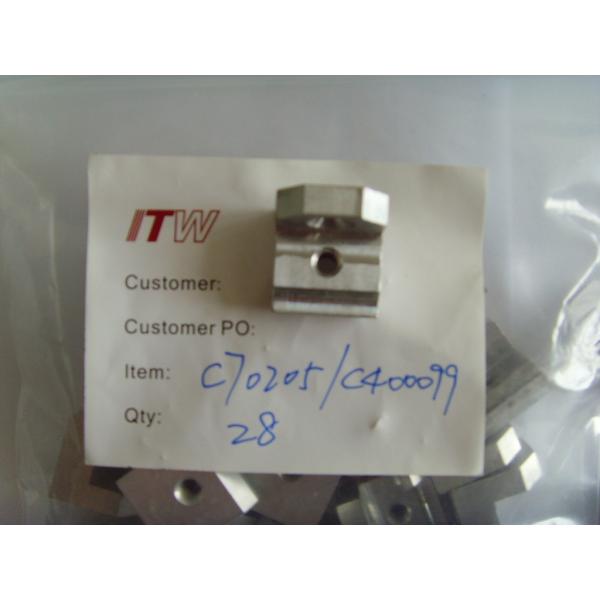 ITW
Customer:
Customer PO:
Item: C70205/C400099
Qty: 28